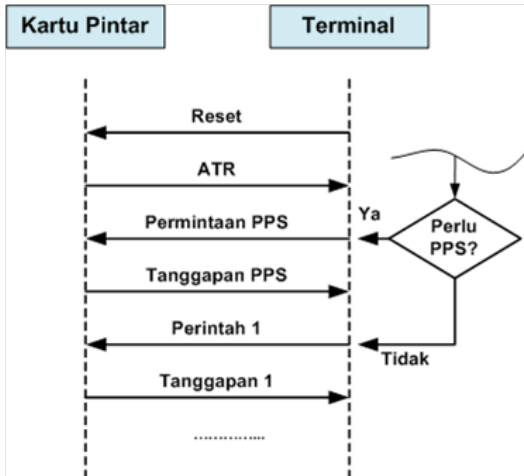 Kartu Pintar
Terminal
Reset
ATR
Permintaan PPS
Ya
Perlu
PPS?
Tanggapan PPS
Perintah 1
Tidak
Tanggapan 1
...............